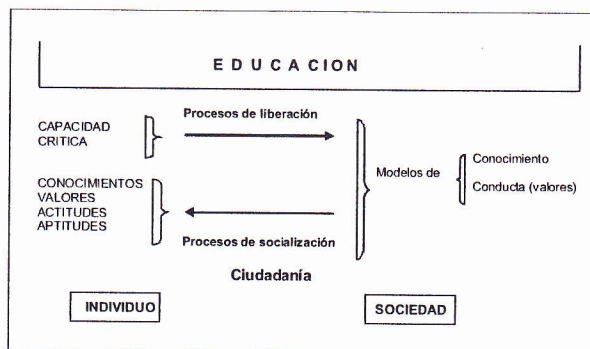 E D U C A C I O N
Procesos de liberación
CAPACIDAD
CRITICA
Modelos de
Conocimiento
Conducta (valores)
CONOCIMIENTOS
VALORES
ACTITUDES
APTITUDES
Procesos de socialización
Ciudadanía
INDIVIDUO
SOCIEDAD